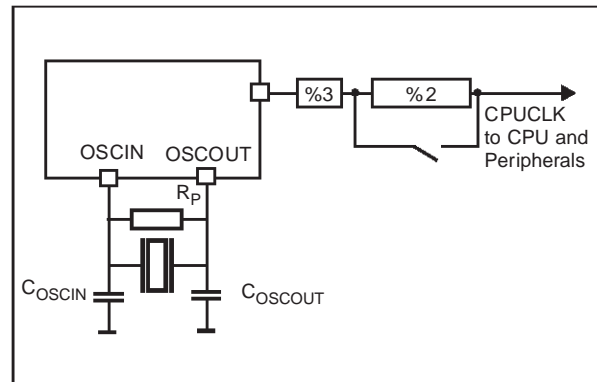 %3
%2
CPUCLK
to CPU and
Peripherals
OSCIN
OSCOUT
RP
COSCIN
COSCOUT